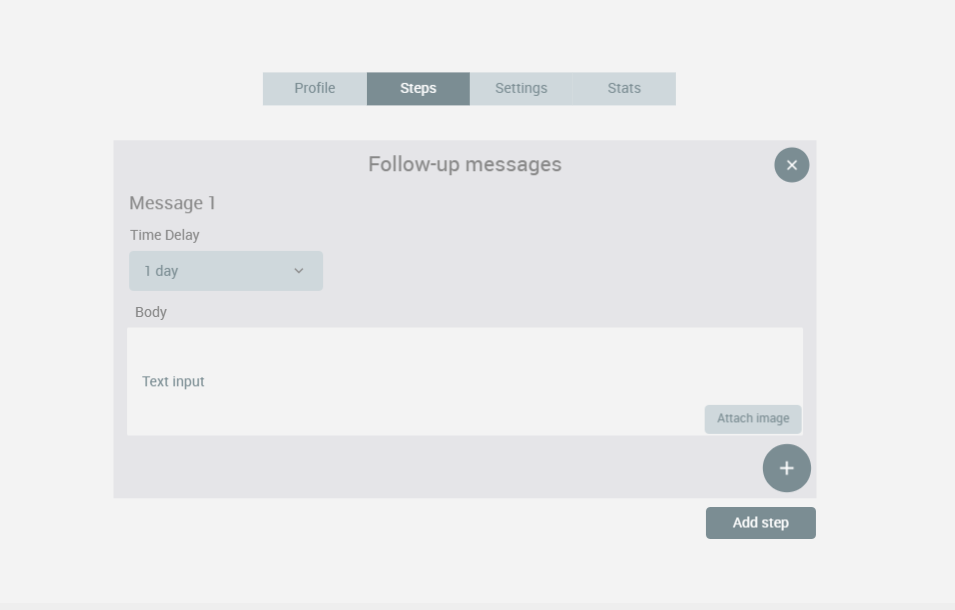 Profile Steps Settings Stats
Follow-up messages
Message 1
Time Delay
1 day
Body
Text input
Attach image
Add step